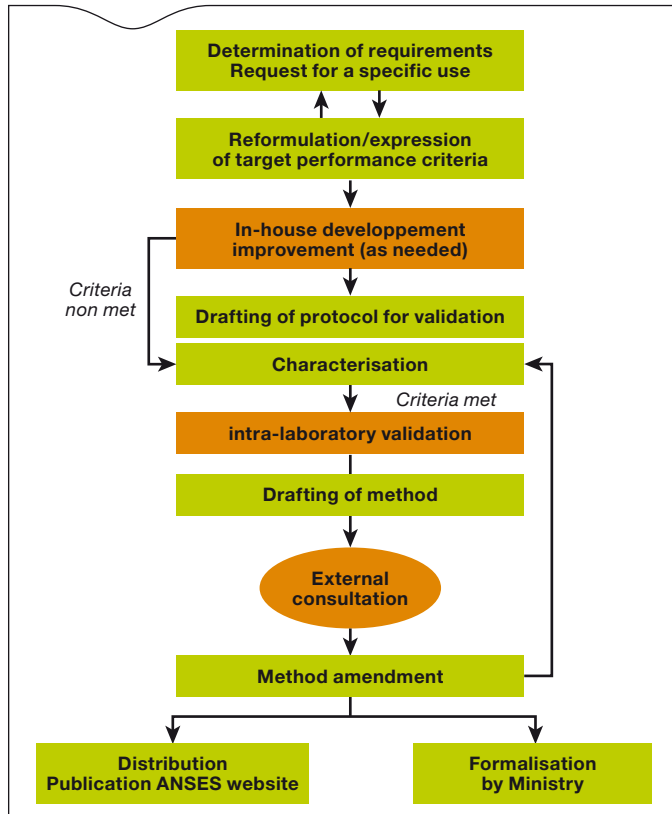 Determination of requirements
Request for a specific use
Reformulation/expression
of target performance criteria
In-house developpement
improvement (as needed)
Criteria
non met
Drafting of protocol for validation
Characterisation
Criteria met
intra-laboratory validation
Drafting of method
External
consultation
Method amendment
Distribution
Publication ANSES website
Formalisation
by Ministry